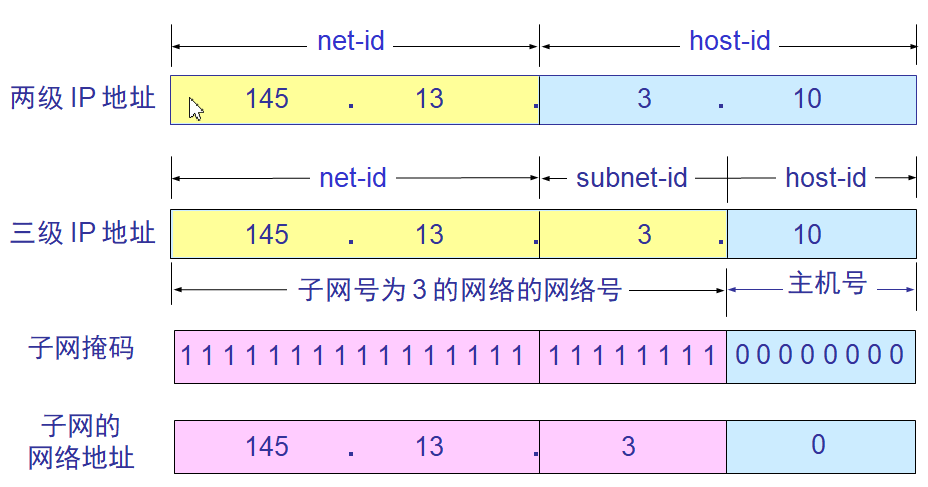 net-id host-id
两级 IP 地址 145 . 13 . 3 . 10
net-id subnet-id host-id
三级 IP 地址 145 . 13 . 3 . 10
子网号为 3 的网络的网络号 主机号
子网掩码 1 1 1 1 1 1 1 1 1 1 1 1 1 1 1 1 1 1 1 1 1 1 1 1 0 0 0 0 0 0 0 0
子网的
网络地址 145 . 13 . 3 0